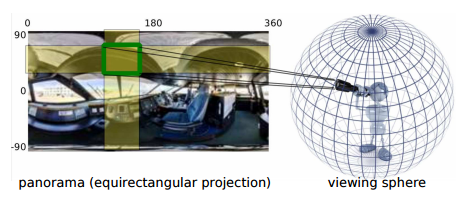 0 180 360
90
0
-90
panorama (equirectangular projection) viewing sphere